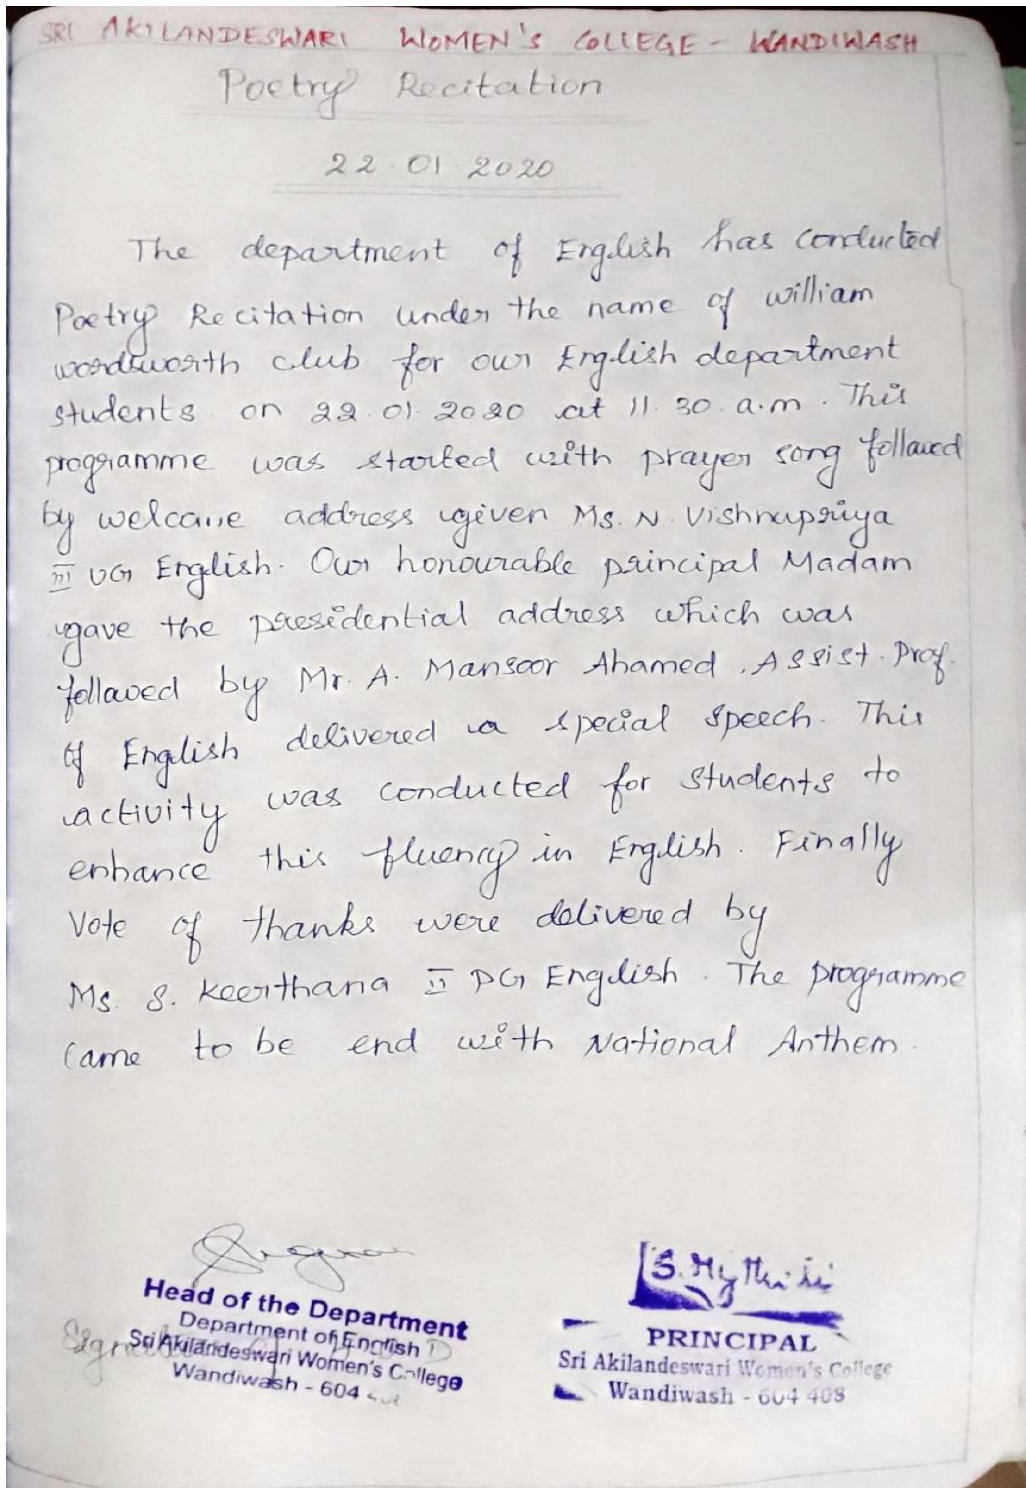 SRI AKILANDESWARI WOMEN'S COLLEGE - WANDIWASH
Poetry Recitation
22.01.2020
The department of English has conducted
Poetry Recitation under the name of william
wordsworth club for our English department
students on 22.01.2020 at 11.30 a.m. This
programme was started with prayer song followed
by welcome address given Ms. N. Vishnupriya
III UG English. Our honourable principal Madam
gave the presidential address which was
followed by Mr. A. Mansoor Ahamed, Assist. Prof.
of English delivered a special speech. This
activity was conducted for students to
enhance this fluency in English. Finally
Vote of thanks were delivered by
Ms. S. Keerthana II PG English. The programme
came to be end with National Anthem.
Head of the Department
Department of English
Sri Akilandeswari Women's College
Wandiwash - 604
S. Mythili
PRINCIPAL
Sri Akilandeswari Women's College
Wandiwash - 604 408